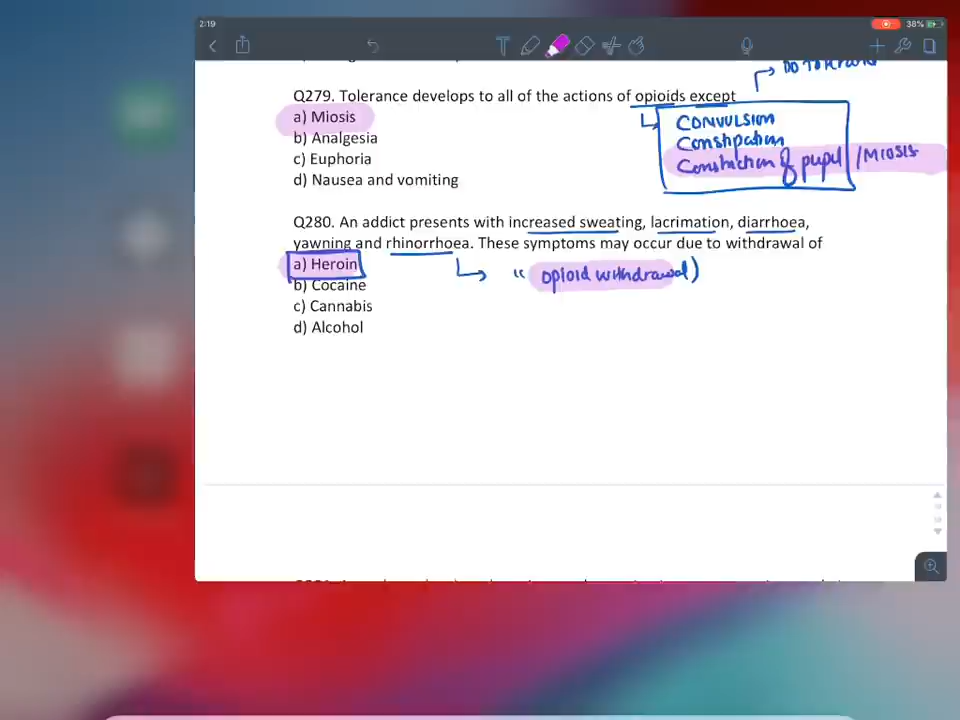 2:19
38%
T
DO TOLERANCE
Q279. Tolerance develops to all of the actions of opioids except
a) Miosis
b) Analgesia
c) Euphoria
d) Nausea and vomiting
CONVULSION
Constipation
Constriction of pupil / MIOSIS
Q280. An addict presents with increased sweating, lacrimation, diarrhoea,
yawning and rhinorrhoea. These symptoms may occur due to withdrawal of
a) Heroin
b) Cocaine
c) Cannabis
d) Alcohol
" opioid withdrawal)